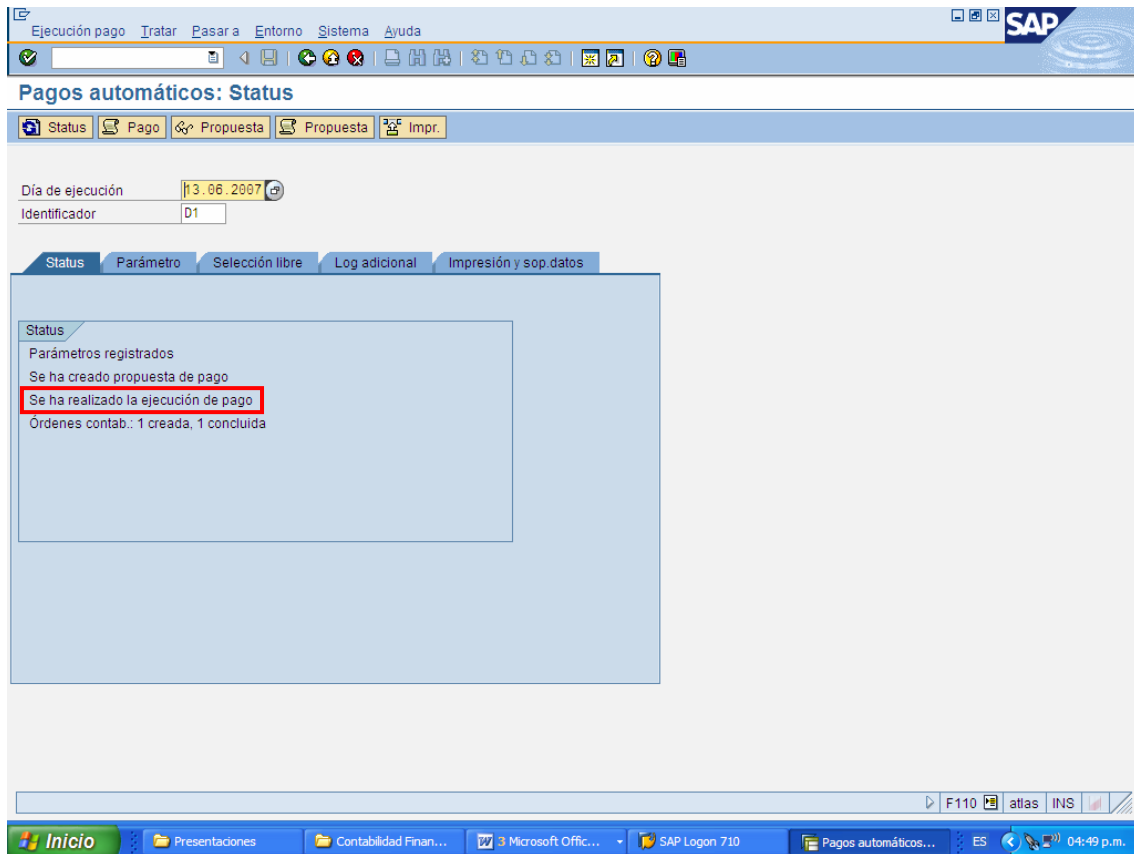 Ejecución pago Tratar Pasar a Entorno Sistema Ayuda
SAP
Pagos automáticos: Status
Status Pago Propuesta Propuesta Impr.
Día de ejecución 13.06.2007
Identificador D1
Status Parámetro Selección libre Log adicional Impresión y sop.datos
Status
Parámetros registrados
Se ha creado propuesta de pago
Se ha realizado la ejecución de pago
Órdenes contab.: 1 creada, 1 concluida
F110 atlas INS
Inicio Presentaciones Contabilidad Finan... 3 Microsoft Offic... SAP Logon 710 Pagos automáticos... ES 04:49 p.m.